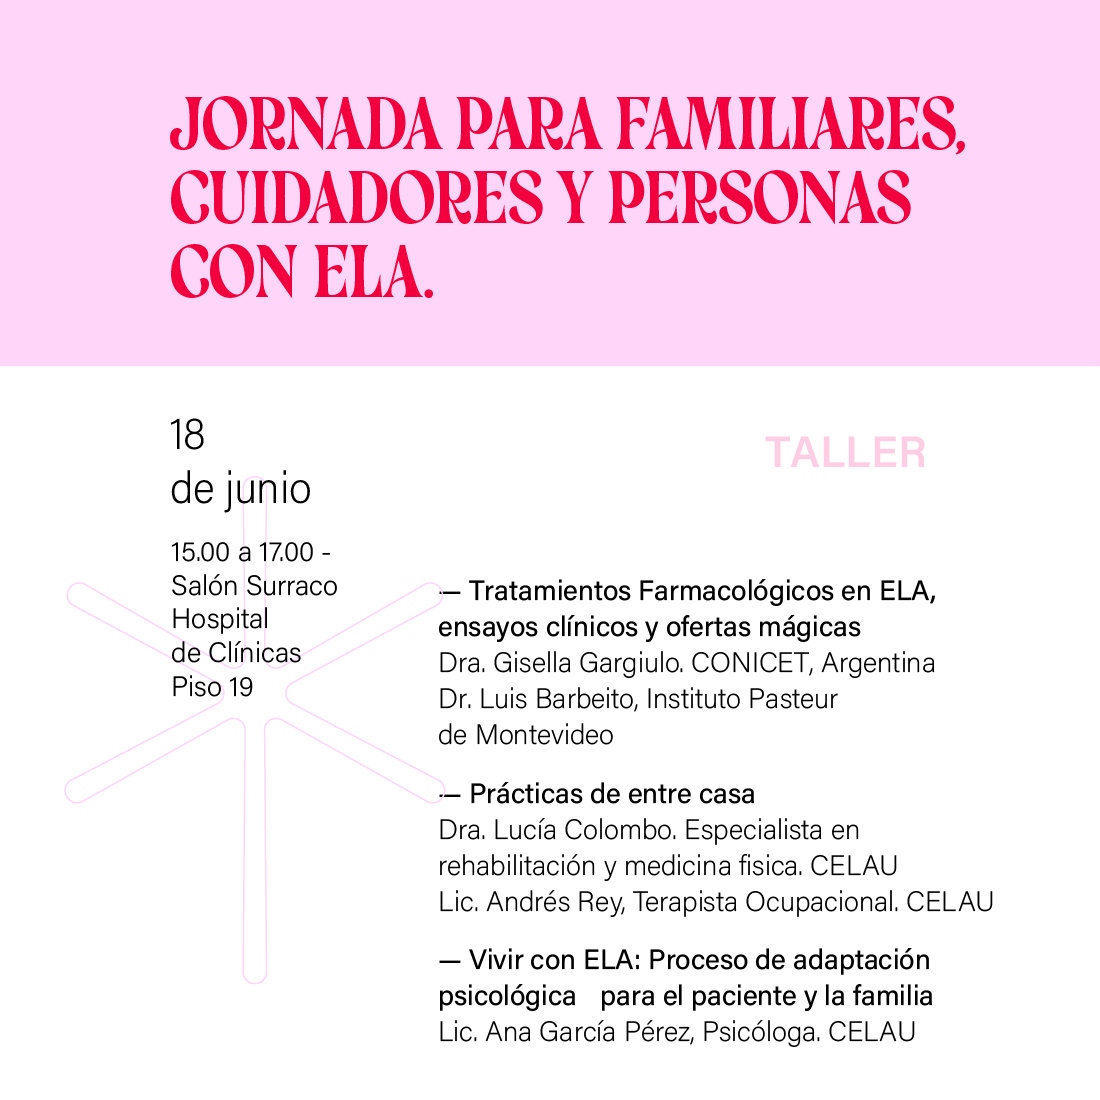 JORNADA PARA FAMILIARES,
CUIDADORES Y PERSONAS
CON ELA.
18
de junio
15.00 a 17.00 -
Salón Surraco
Hospital
de Clínicas
Piso 19
TALLER
— Tratamientos Farmacológicos en ELA,
ensayos clínicos y ofertas mágicas
Dra. Gisella Gargiulo. CONICET, Argentina
Dr. Luis Barbeito, Instituto Pasteur
de Montevideo
— Prácticas de entre casa
Dra. Lucía Colombo. Especialista en
rehabilitación y medicina fisica. CELAU
Lic. Andrés Rey, Terapista Ocupacional. CELAU
— Vivir con ELA: Proceso de adaptación
psicológica para el paciente y la familia
Lic. Ana García Pérez, Psicóloga. CELAU